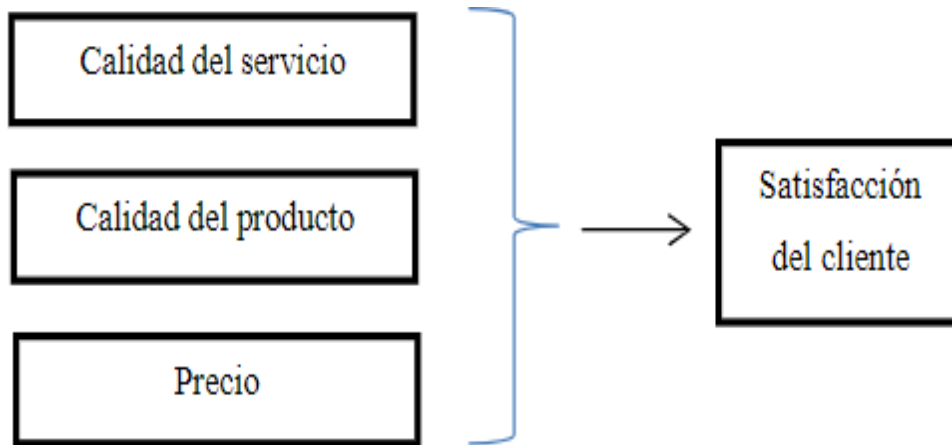 Calidad del servicio
Calidad del producto
Precio
Satisfacción
del cliente